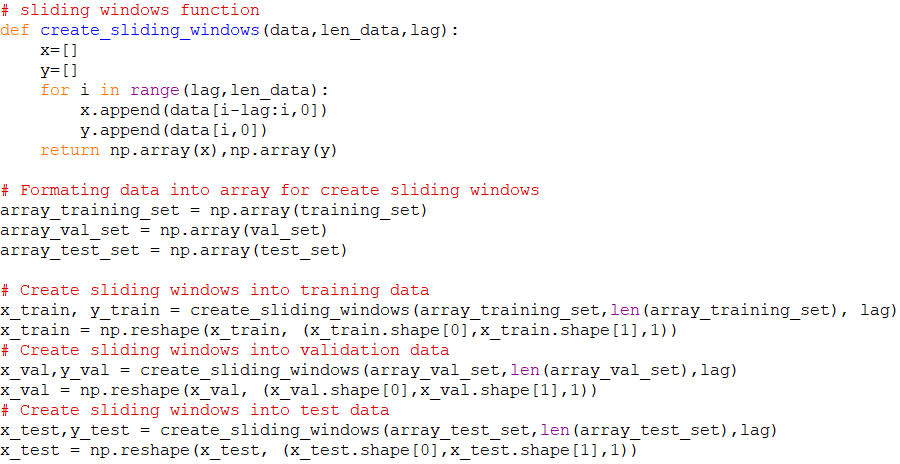 # sliding windows function
def create_sliding_windows(data,len_data,lag):
    x=[]
    y=[]
    for i in range(lag,len_data):
        x.append(data[i-lag:i,0])
        y.append(data[i,0])
    return np.array(x),np.array(y)

# Formating data into array for create sliding windows
array_training_set = np.array(training_set)
array_val_set = np.array(val_set)
array_test_set = np.array(test_set)

# Create sliding windows into training data
x_train, y_train = create_sliding_windows(array_training_set,len(array_training_set), lag)
x_train = np.reshape(x_train, (x_train.shape[0],x_train.shape[1],1))
# Create sliding windows into validation data
x_val,y_val = create_sliding_windows(array_val_set,len(array_val_set),lag)
x_val = np.reshape(x_val, (x_val.shape[0],x_val.shape[1],1))
# Create sliding windows into test data
x_test,y_test = create_sliding_windows(array_test_set,len(array_test_set),lag)
x_test = np.reshape(x_test, (x_test.shape[0],x_test.shape[1],1))